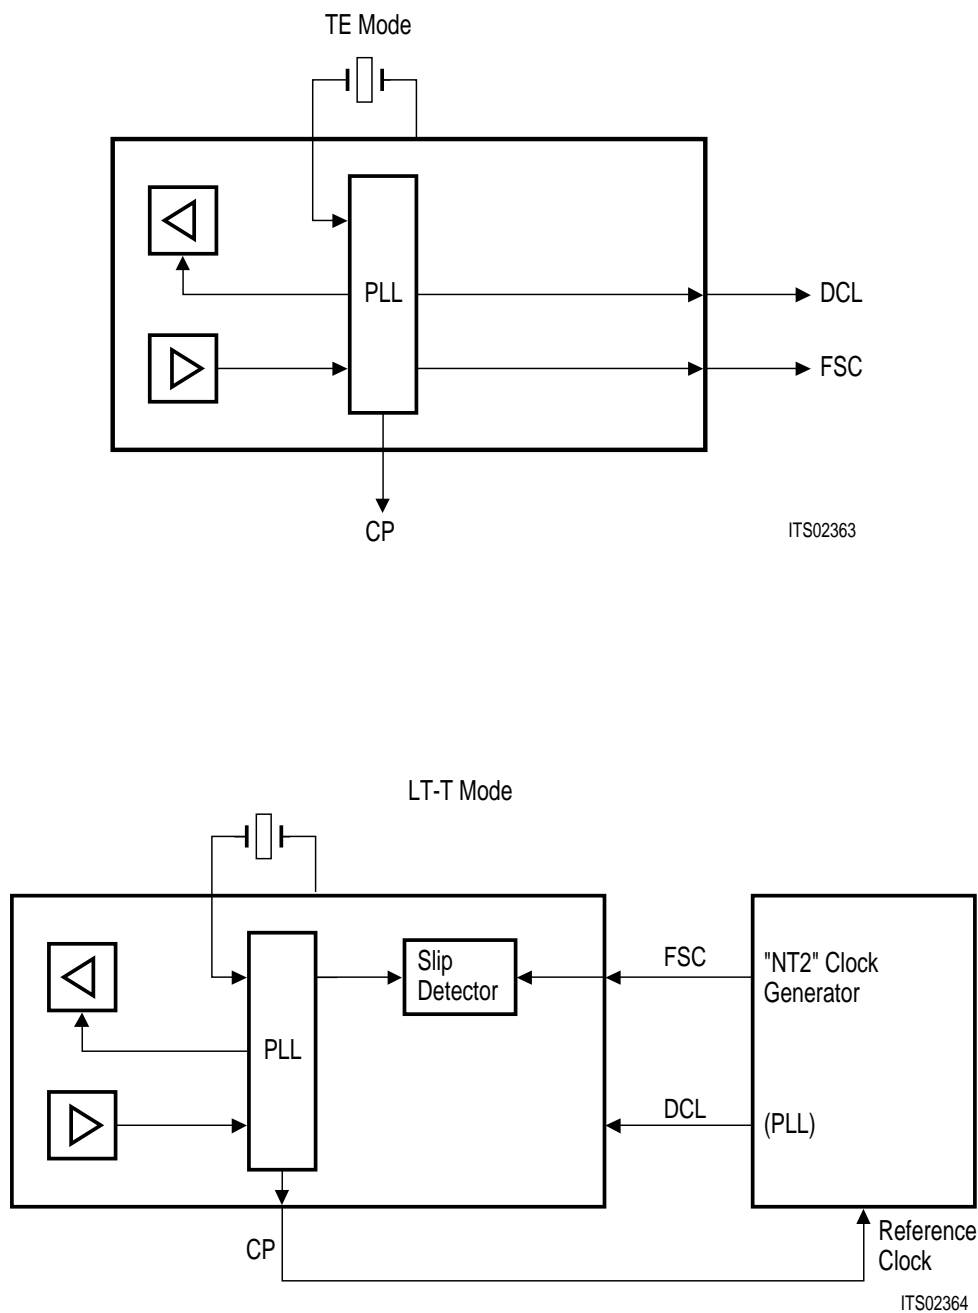 TE Mode
PLL
DCL
FSC
CP
ITS02363
LT-T Mode
Slip
Detector
FSC
"NT2" Clock
Generator
PLL
DCL
(PLL)
CP
Reference
Clock
ITS02364